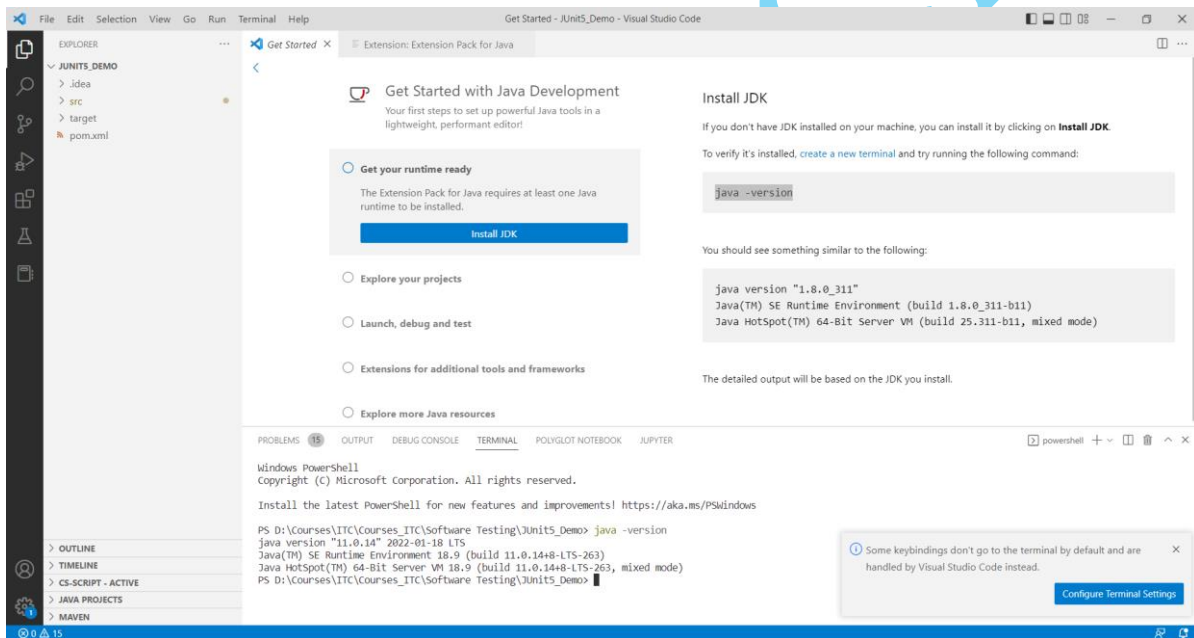 File Edit Selection View Go Run Terminal Help
Get Started - JUnit5_Demo - Visual Studio Code
EXPLORER
JUNIT5_DEMO
.idea
src
target
pom.xml
OUTLINE
TIMELINE
CS-SCRIPT - ACTIVE
JAVA PROJECTS
MAVEN
Get Started
Extension: Extension Pack for Java
Get Started with Java Development
Your first steps to set up powerful Java tools in a
lightweight, performant editor!
Get your runtime ready
The Extension Pack for Java requires at least one Java
runtime to be installed.
Install JDK
Explore your projects
Launch, debug and test
Extensions for additional tools and frameworks
Explore more Java resources
Install JDK
If you don't have JDK installed on your machine, you can install it by clicking on Install JDK.
To verify it's installed, create a new terminal and try running the following command:
java -version
You should see something similar to the following:
java version "1.8.0_311"
Java(TM) SE Runtime Environment (build 1.8.0_311-b11)
Java HotSpot(TM) 64-Bit Server VM (build 25.311-b11, mixed mode)
The detailed output will be based on the JDK you install.
PROBLEMS 15 OUTPUT DEBUG CONSOLE TERMINAL POLYGLOT NOTEBOOK JUPYTER
powershell
Windows PowerShell
Copyright (C) Microsoft Corporation. All rights reserved.
Install the latest PowerShell for new features and improvements! https://aka.ms/PSWindows
PS D:\Courses\ITC\Courses_ITC\Software Testing\JUnit5_Demo> java -version
java version "11.0.14" 2022-01-18 LTS
Java(TM) SE Runtime Environment 18.9 (build 11.0.14+8-LTS-263)
Java HotSpot(TM) 64-Bit Server VM 18.9 (build 11.0.14+8-LTS-263, mixed mode)
PS D:\Courses\ITC\Courses_ITC\Software Testing\JUnit5_Demo>
Some keybindings don't go to the terminal by default and are
handled by Visual Studio Code instead.
Configure Terminal Settings
1
0 15